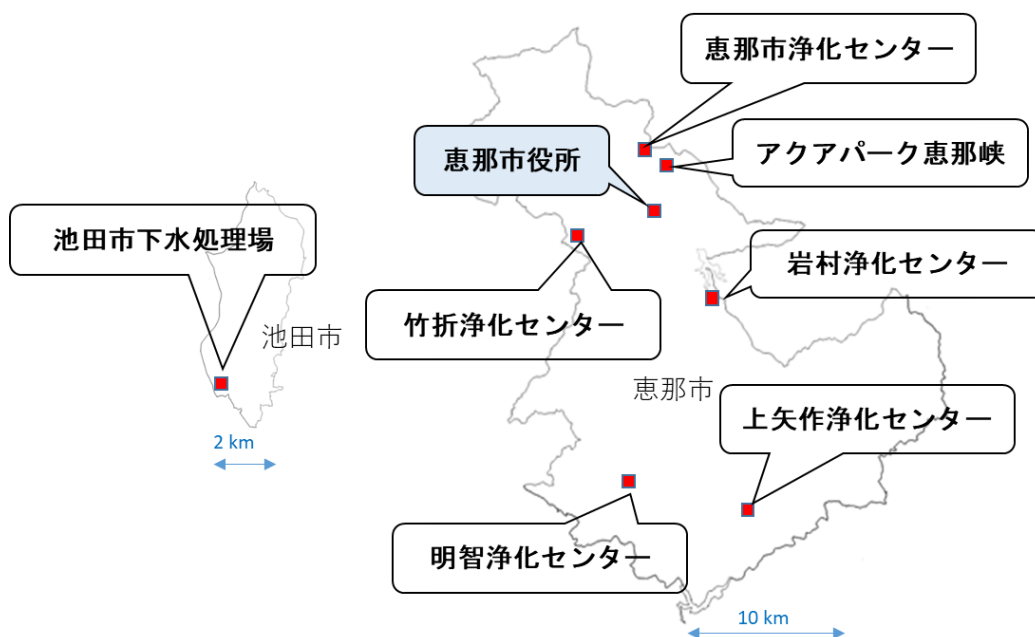 恵那市浄化センター
恵那市役所
アクアパーク恵那峡
池田市下水処理場
岩村浄化センター
竹折浄化センター
池田市
恵那市
上矢作浄化センター
2 km
明智浄化センター
10 km